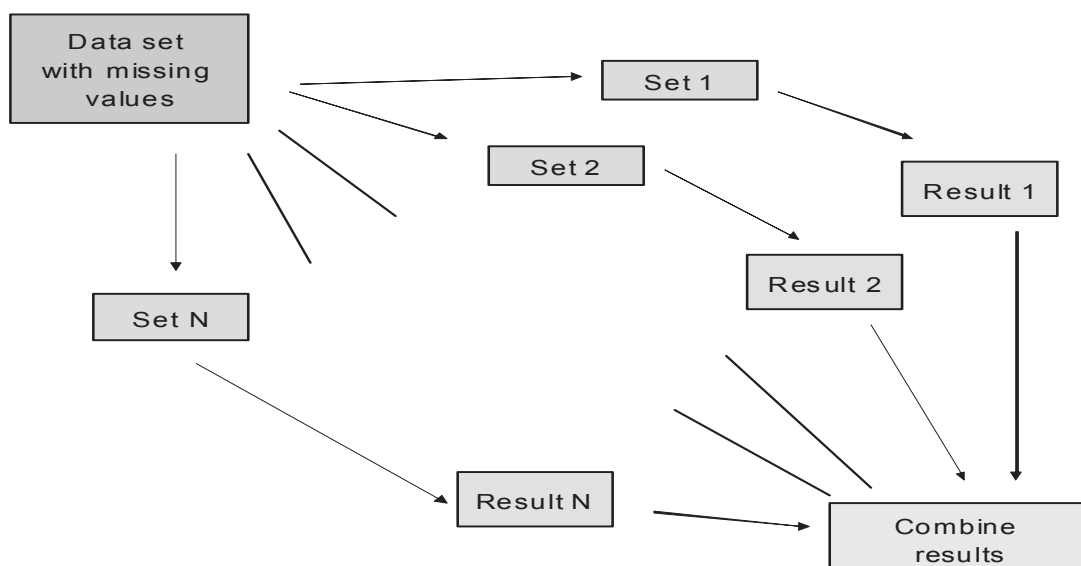 Data set
with missing
values
Set 1
Set 2
Result 1
Result 2
Set N
Result N
Combine
results